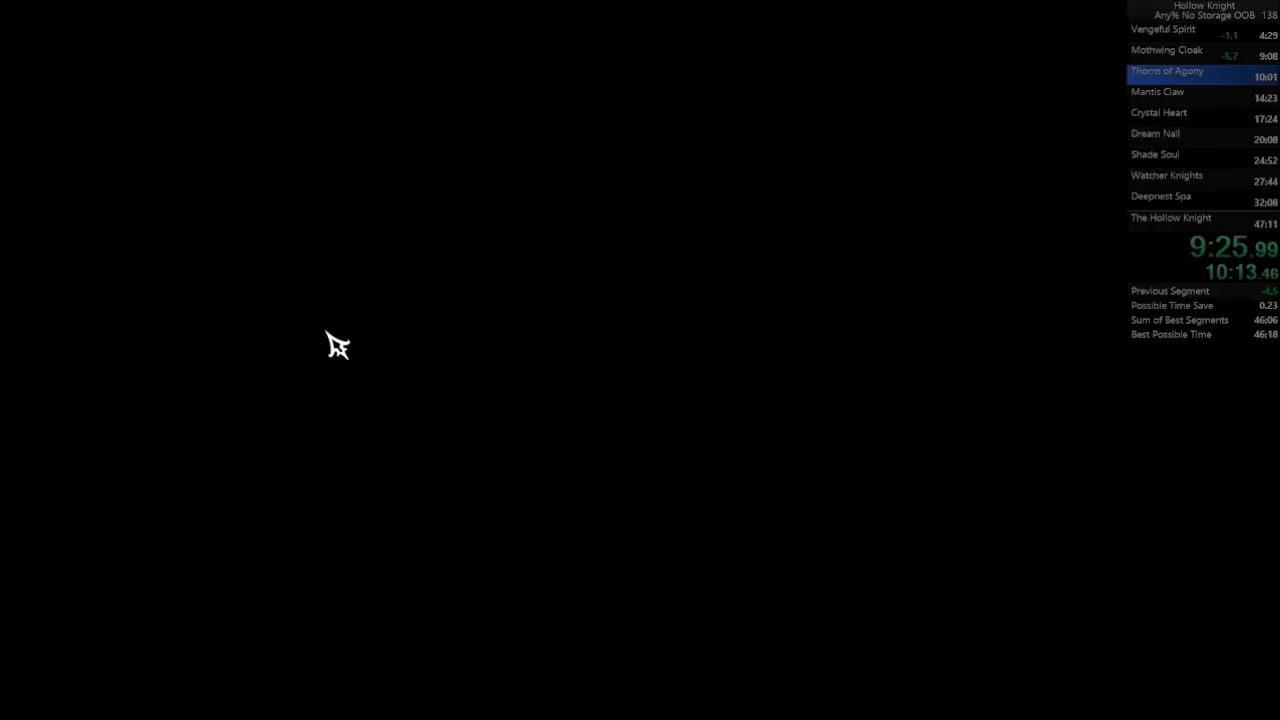 Hollow Knight
Any% No Storage OOB 138
Vengeful Spirit -1.1 4:29
Mothwing Cloak -5.7 9:08
Thorns of Agony 10:01
Mantis Claw 14:23
Crystal Heart 17:24
Dream Nail 20:08
Shade Soul 24:52
Watcher Knights 27:44
Deepnest Spa 32:08
The Hollow Knight 47:11
9:25.99
10:13.46
Previous Segment -4.5
Possible Time Save 0.23
Sum of Best Segments 46:06
Best Possible Time 46:18